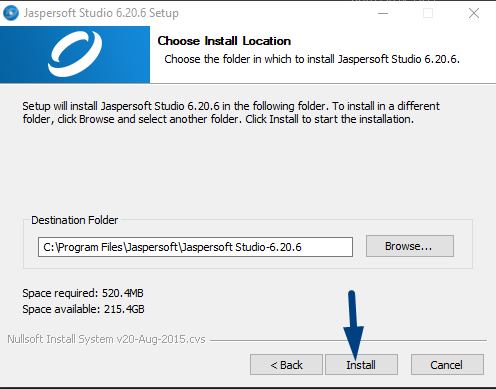 Jaspersoft Studio 6.20.6 Setup
Choose Install Location
Choose the folder in which to install Jaspersoft Studio 6.20.6.
Setup will install Jaspersoft Studio 6.20.6 in the following folder. To install in a different
folder, click Browse and select another folder. Click Install to start the installation.
Destination Folder
C:\Program Files\Jaspersoft\Jaspersoft Studio-6.20.6
Browse...
Space required: 520.4MB
Space available: 215.4GB
Nullsoft Install System v20-Aug-2015.cvs
< Back
Install
Cancel